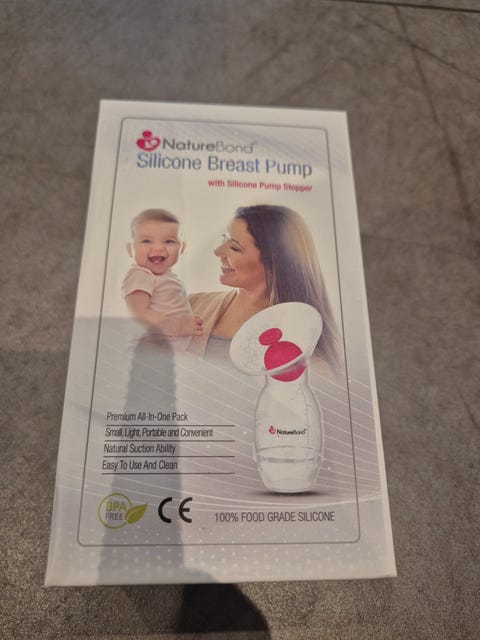 NatureBond™
Silicone Breast Pump
with Silicone Pump Stopper
Premium All-In-One Pack
Small, Light, Portable and Convenient
Natural Suction Ability
Easy To Use And Clean
NatureBond
BPA
FREE
CE
100% FOOD GRADE SILICONE